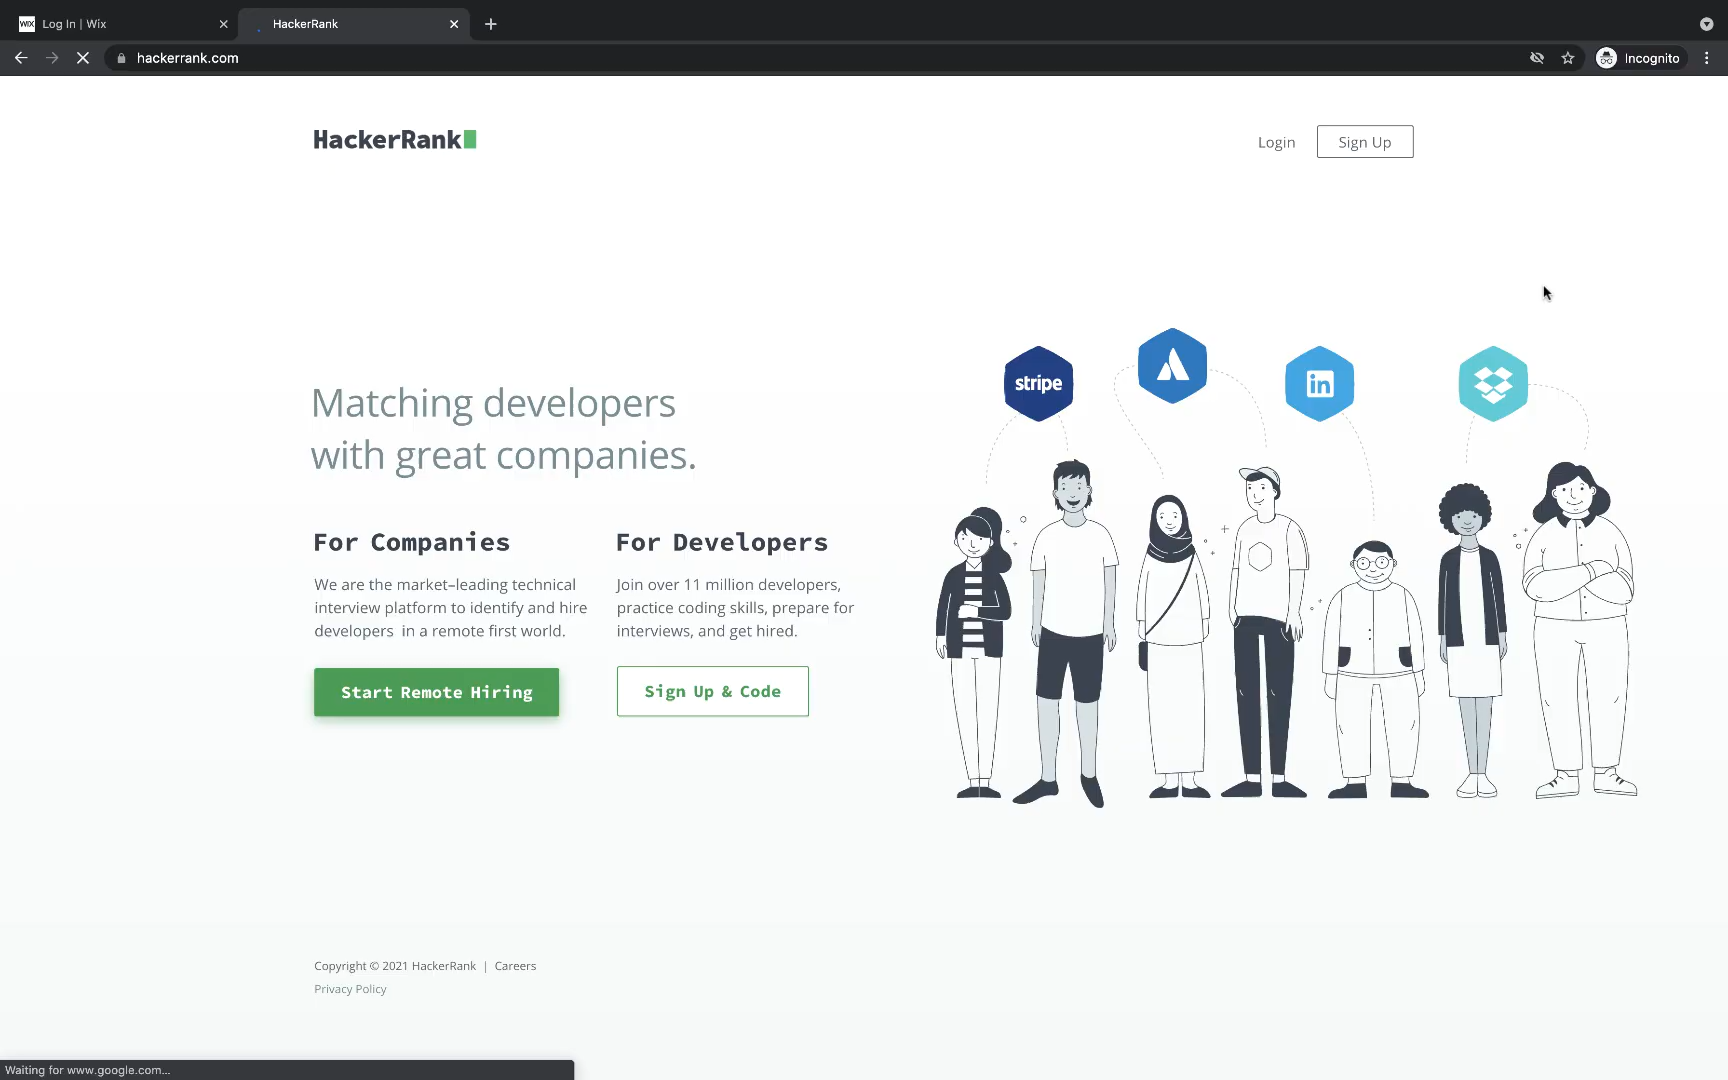 WIX Log In | Wix
HackerRank
hackerrank.com
Incognito
HackerRank
Login
Sign Up
stripe
in
Matching developers
with great companies.
For Companies
We are the market–leading technical
interview platform to identify and hire
developers in a remote first world.
Start Remote Hiring
For Developers
Join over 11 million developers,
practice coding skills, prepare for
interviews, and get hired.
Sign Up & Code
Copyright © 2021 HackerRank | Careers
Privacy Policy
Waiting for www.google.com...